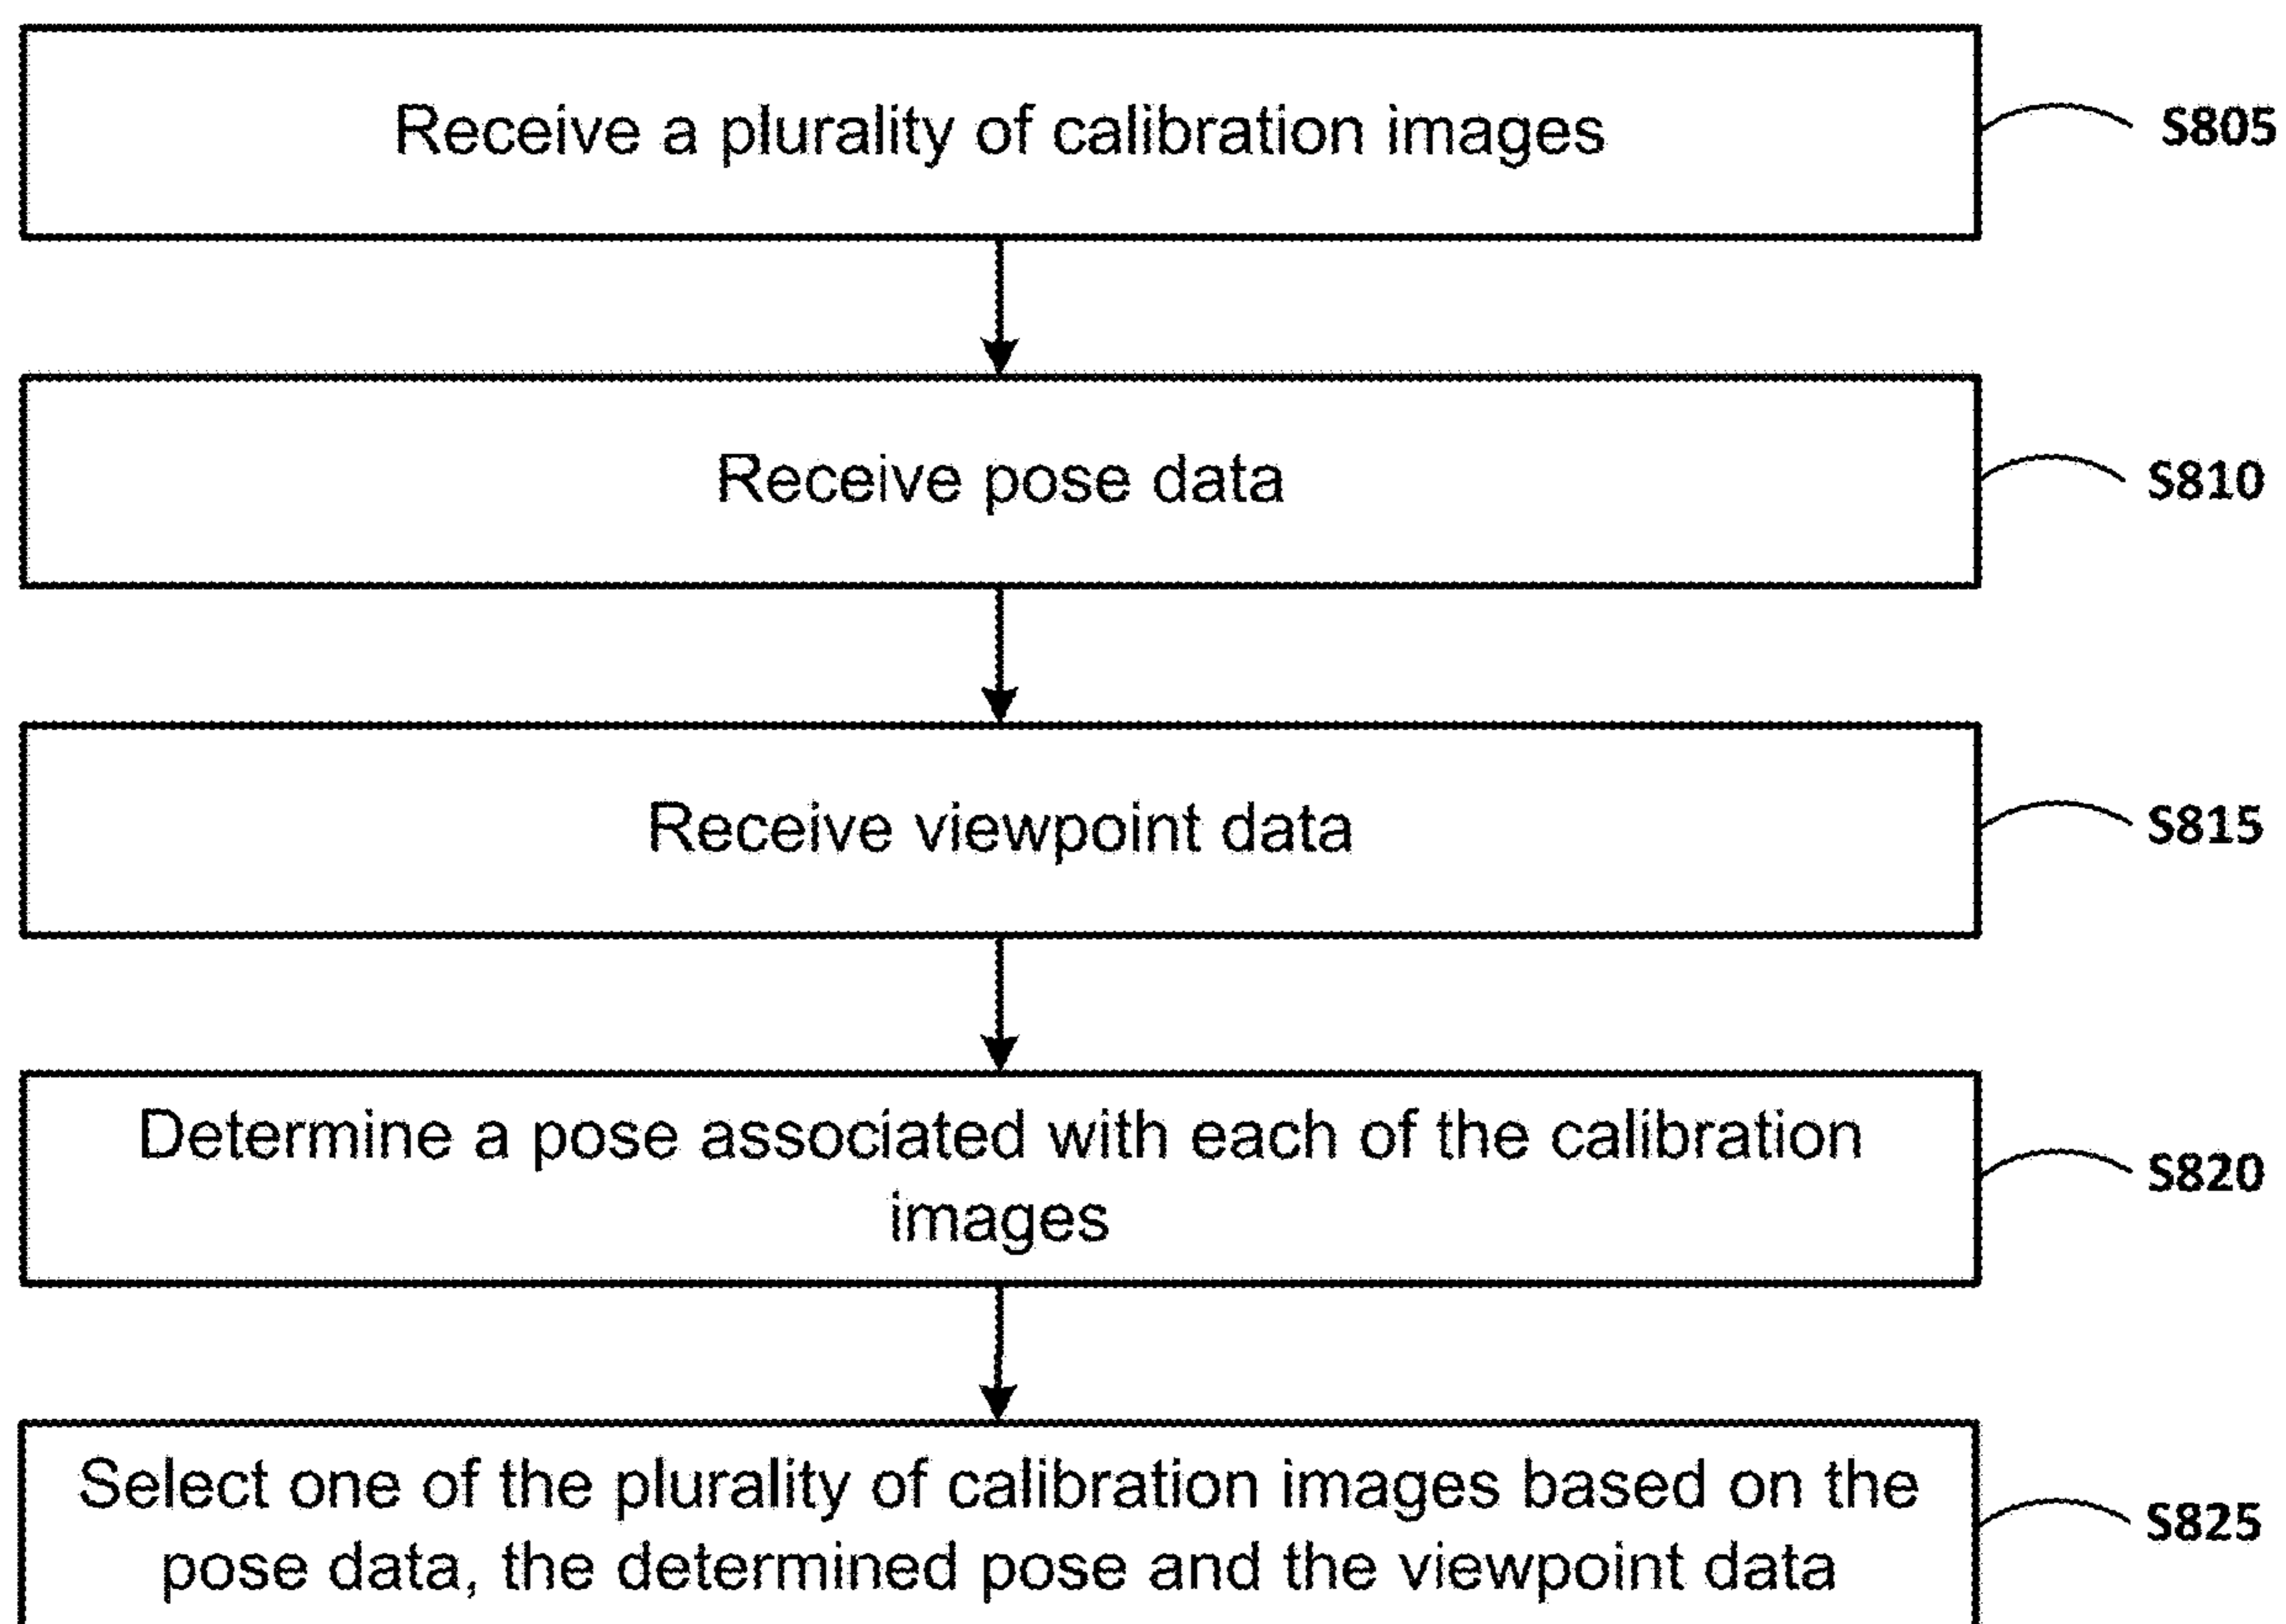 Receive a plurality of calibration images
S805
Receive pose data
S810
Receive viewpoint data
S815
Determine a pose associated with each of the calibration
images
S820
Select one of the plurality of calibration images based on the
pose data, the determined pose and the viewpoint data
S825